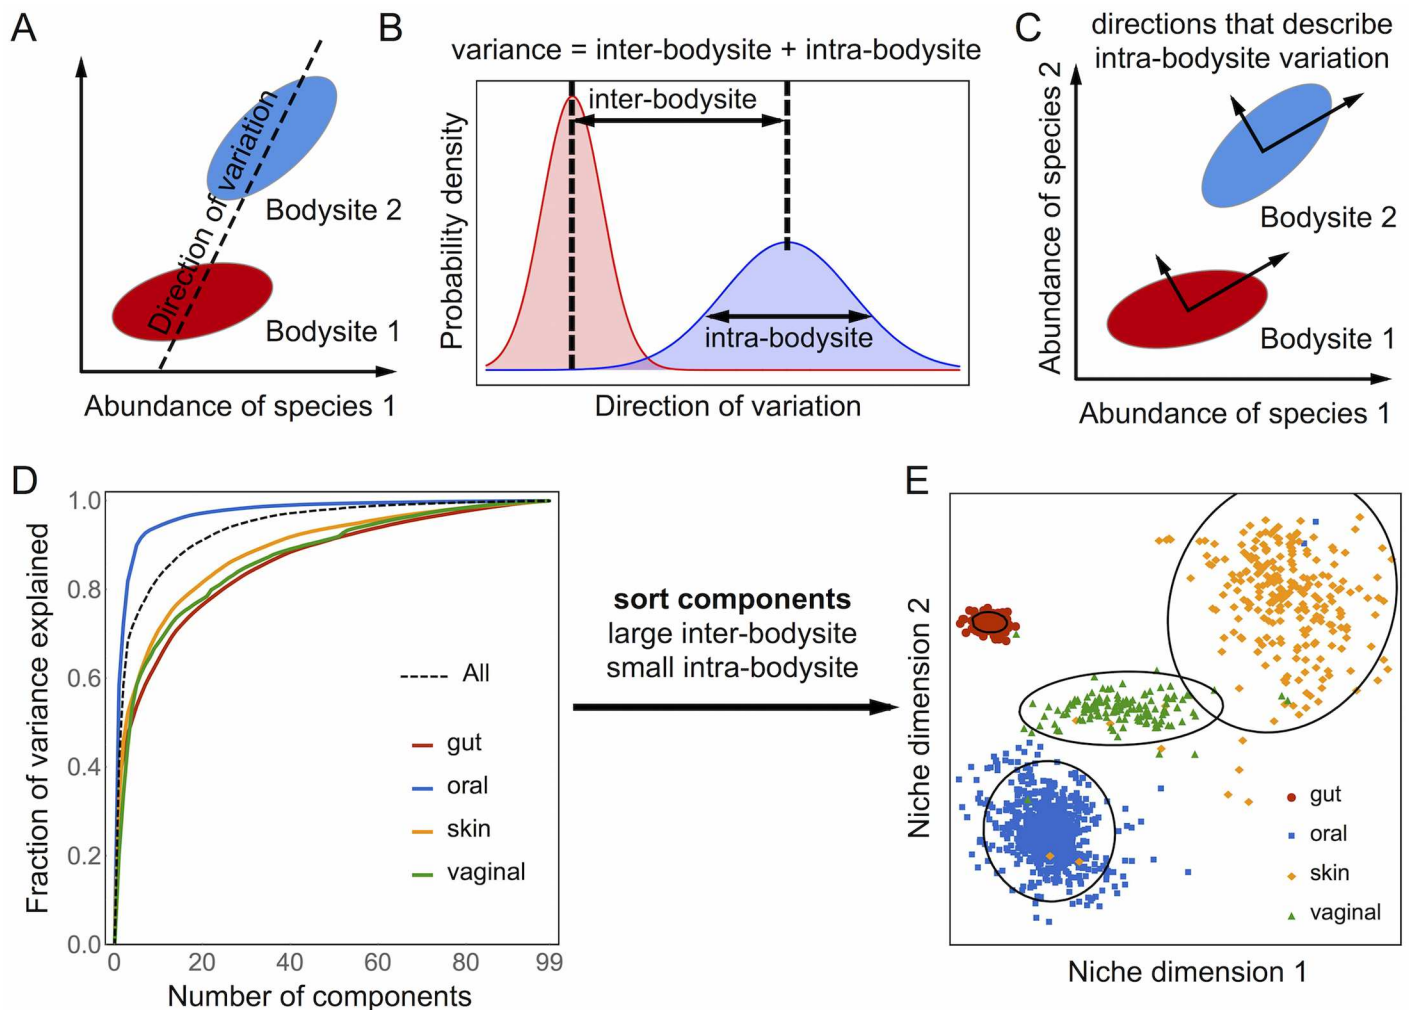 A
Direction of variation
Bodysite 2
Bodysite 1
Abundance of species 1
B
variance = inter-bodysite + intra-bodysite
inter-bodysite
intra-bodysite
Probability density
Direction of variation
C
directions that describe
intra-bodysite variation
Abundance of species 2
Bodysite 2
Bodysite 1
Abundance of species 1
D
Fraction of variance explained
1.0
0.8
0.6
0.4
0.2
0.0
0 20 40 60 80 99
Number of components
All
gut
oral
skin
vaginal
sort components
large inter-bodysite
small intra-bodysite
E
Niche dimension 2
gut
oral
skin
vaginal
Niche dimension 1